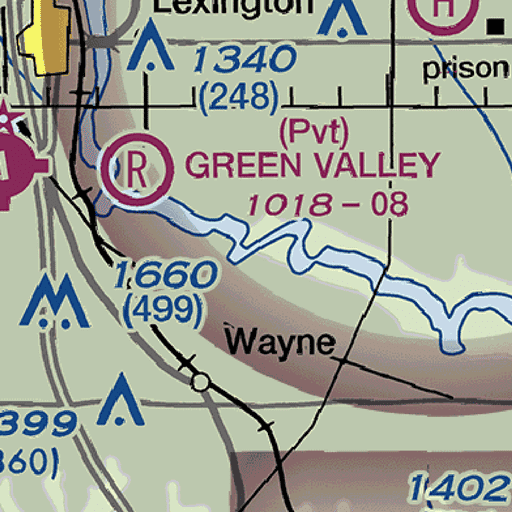 Lexington
H
1340
(248)
prison
(Pvt)
R
GREEN VALLEY
1018 - 08
1660
(499)
Wayne
399
360)
1402